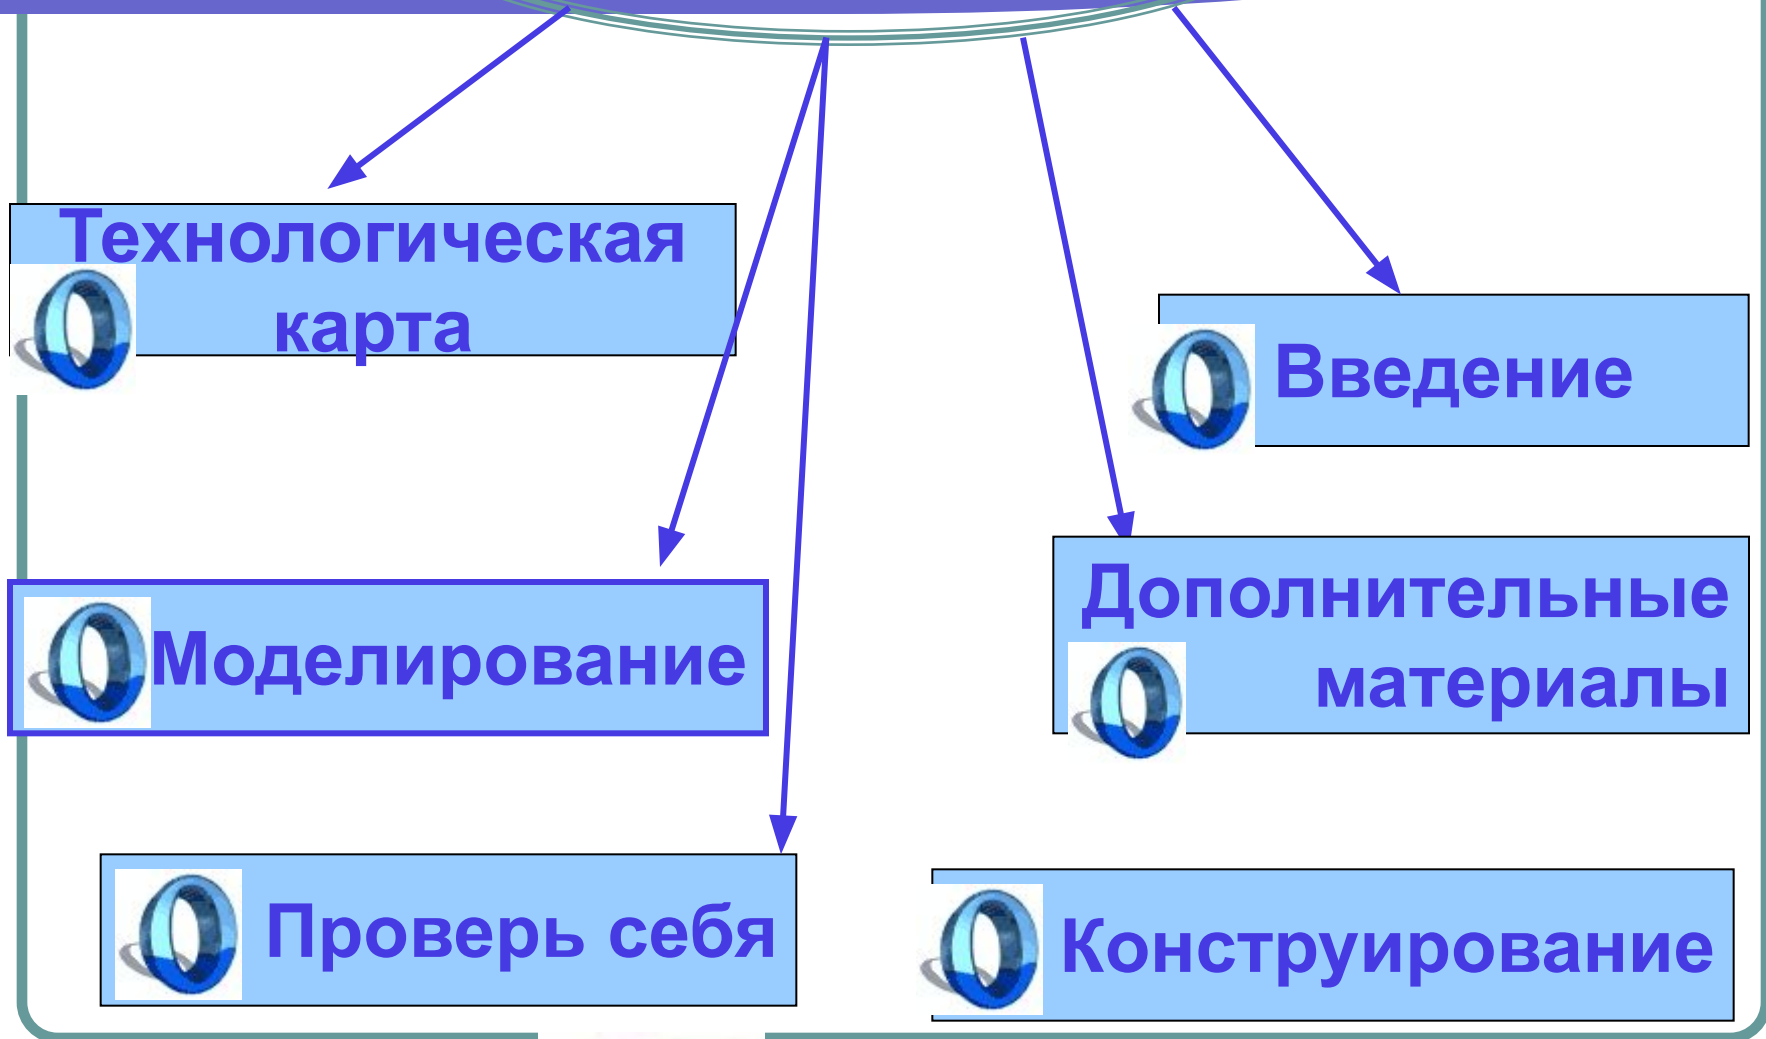 Технологическая
карта
Введение
Дополнительные
материалы
Моделирование
Проверь себя
Конструирование